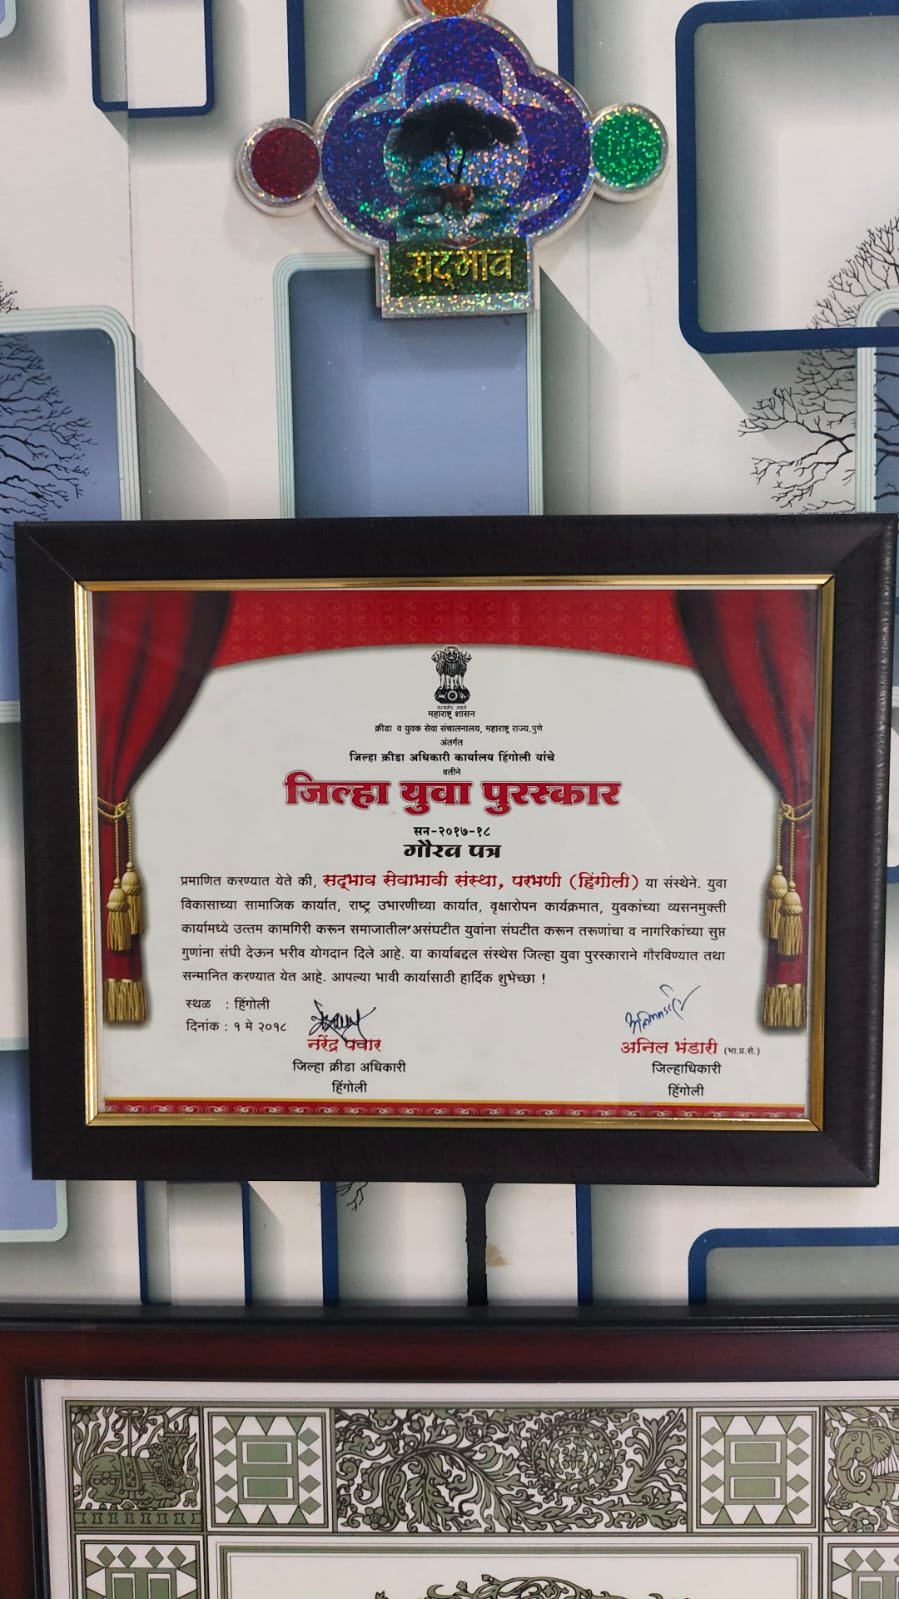 सद्भाव
महाराष्ट्र शासन
क्रीडा व युवक सेवा संचालनालय, महाराष्ट्र राज्य,पुणे
अंतर्गत
जिल्हा क्रीडा अधिकारी कार्यालय हिंगोली यांचे
वतीने
जिल्हा युवा पुरस्कार
सन-२०१७-१८
गौरव पत्र
प्रमाणित करण्यात येते की, सद्भाव सेवाभावी संस्था, परभणी (हिंगोली) या संस्थेने. युवा
विकासाच्या सामाजिक कार्यात, राष्ट्र उभारणीच्या कार्यात, वृक्षारोपन कार्यक्रमात, युवकांच्या व्यसनमुक्ती
कार्यामध्ये उत्तम कामगिरी करून समाजातील'असंघटीत युवांना संघटीत करून तरूणांचा व नागरिकांच्या सुप्त
गुणांना संधी देऊन भरीव योगदान दिले आहे. या कार्याबद्दल संस्थेस जिल्हा युवा पुरस्काराने गौरविण्यात तथा
सन्मानित करण्यात येत आहे. आपल्या भावी कार्यासाठी हार्दिक शुभेच्छा !
स्थळ : हिंगोली
दिनांक : १ मे २०१८
नरेंद्र पवार
जिल्हा क्रीडा अधिकारी
हिंगोली
अनिल भंडारी (भा.प्र.से.)
जिल्हाधिकारी
हिंगोली